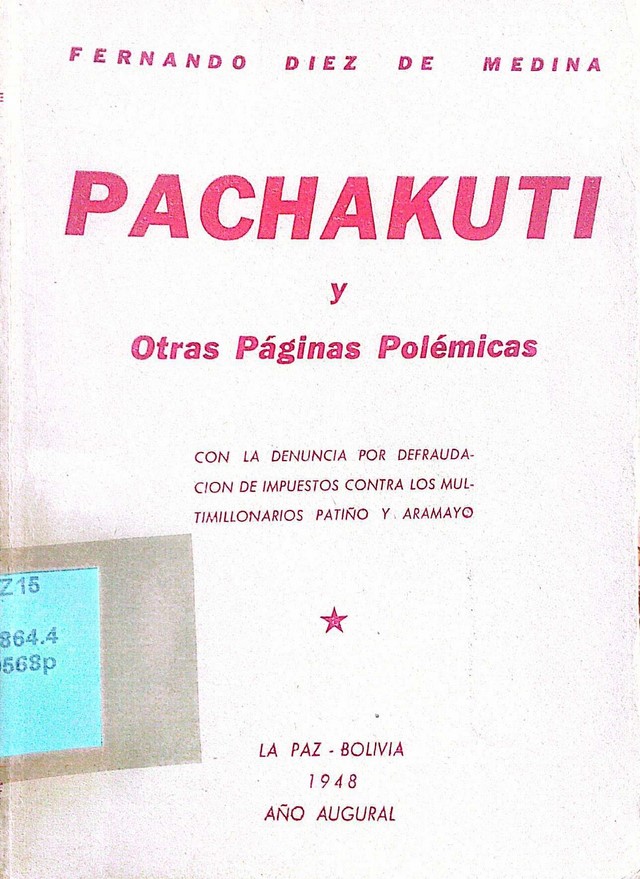 FERNANDO DIEZ DE MEDINA
PACHAKUTI
y
Otras Páginas Polémicas
CON LA DENUNCIA POR DEFRAUDA-
CION DE IMPUESTOS CONTRA LOS MUL-
TIMILLONARIOS PATIÑO Y ARAMAYO
Z15
864.4
568p
LA PAZ - BOLIVIA
1948
AÑO AUGURAL